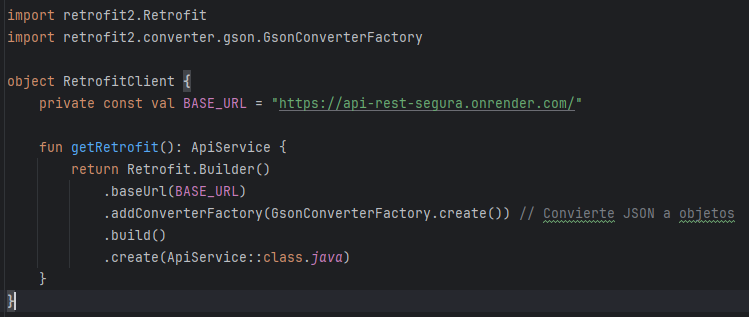 import retrofit2.Retrofit
import retrofit2.converter.gson.GsonConverterFactory

object RetrofitClient {
    private const val BASE_URL = "https://api-rest-segura.onrender.com/"

    fun getRetrofit(): ApiService {
        return Retrofit.Builder()
            .baseUrl(BASE_URL)
            .addConverterFactory(GsonConverterFactory.create()) // Convierte JSON a objetos
            .build()
            .create(ApiService::class.java)
    }
}